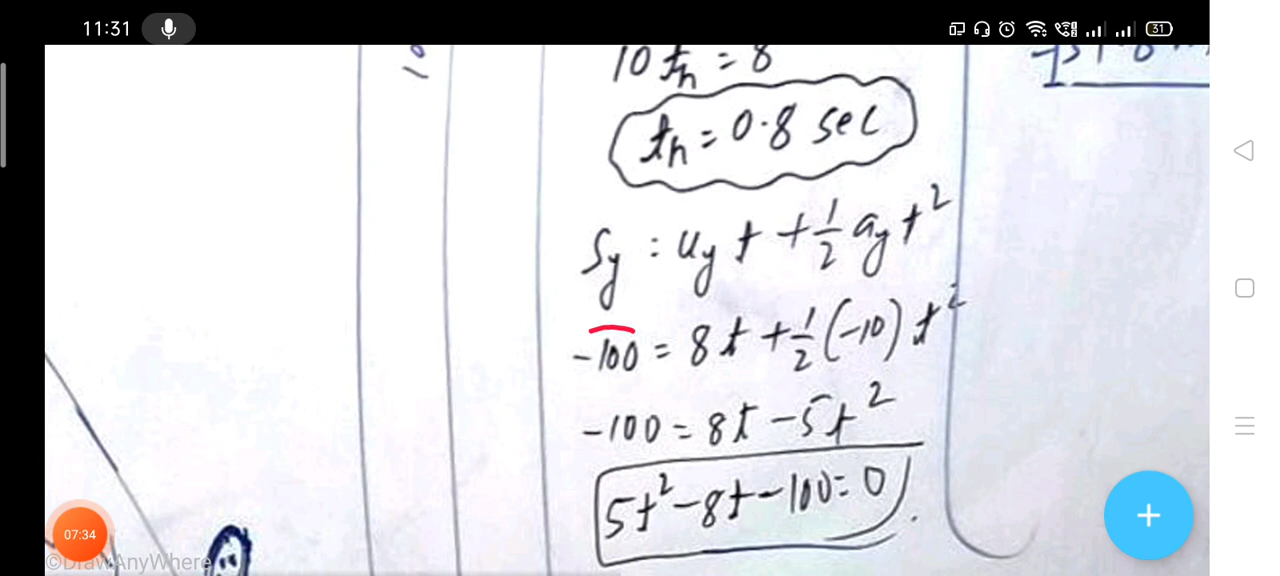 11:31
31
10 tₕ = 8
tₕ = 0.8 sec
Sy = uy t + 1/2 ay t²
-100 = 8t + 1/2 (-10) t²
-100 = 8t - 5t²
5t² - 8t - 100 = 0
07:34
©DrawAnyWhere